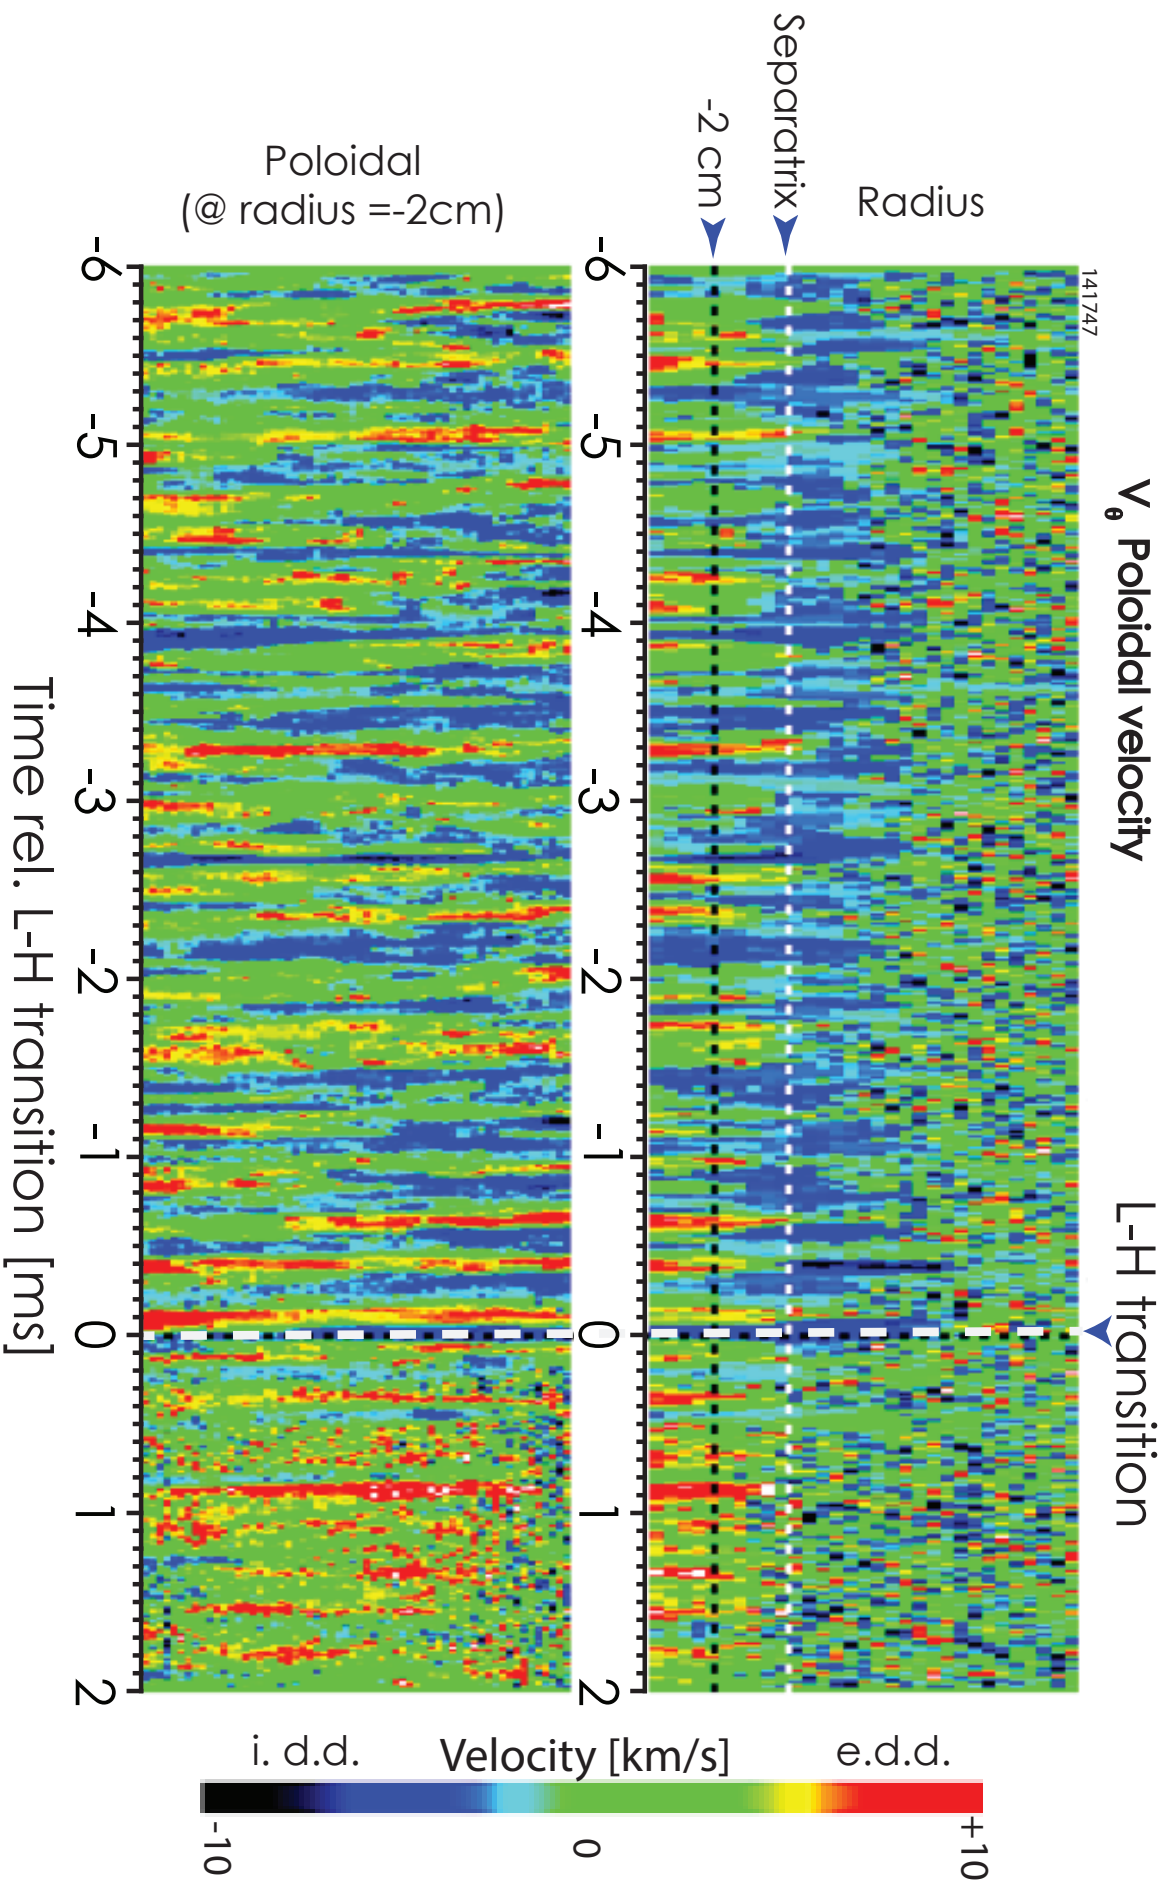 V_θ Poloidal velocity
L-H transition
141747
Radius
Separatrix
-2 cm
-6
-5
-4
-3
-2
-1
0
1
2
Poloidal
(@ radius =-2cm)
-6
-5
-4
-3
-2
-1
0
1
2
Time rel. L-H transition [ms]
i. d.d.
Velocity [km/s]
e.d.d.
-10
0
+10